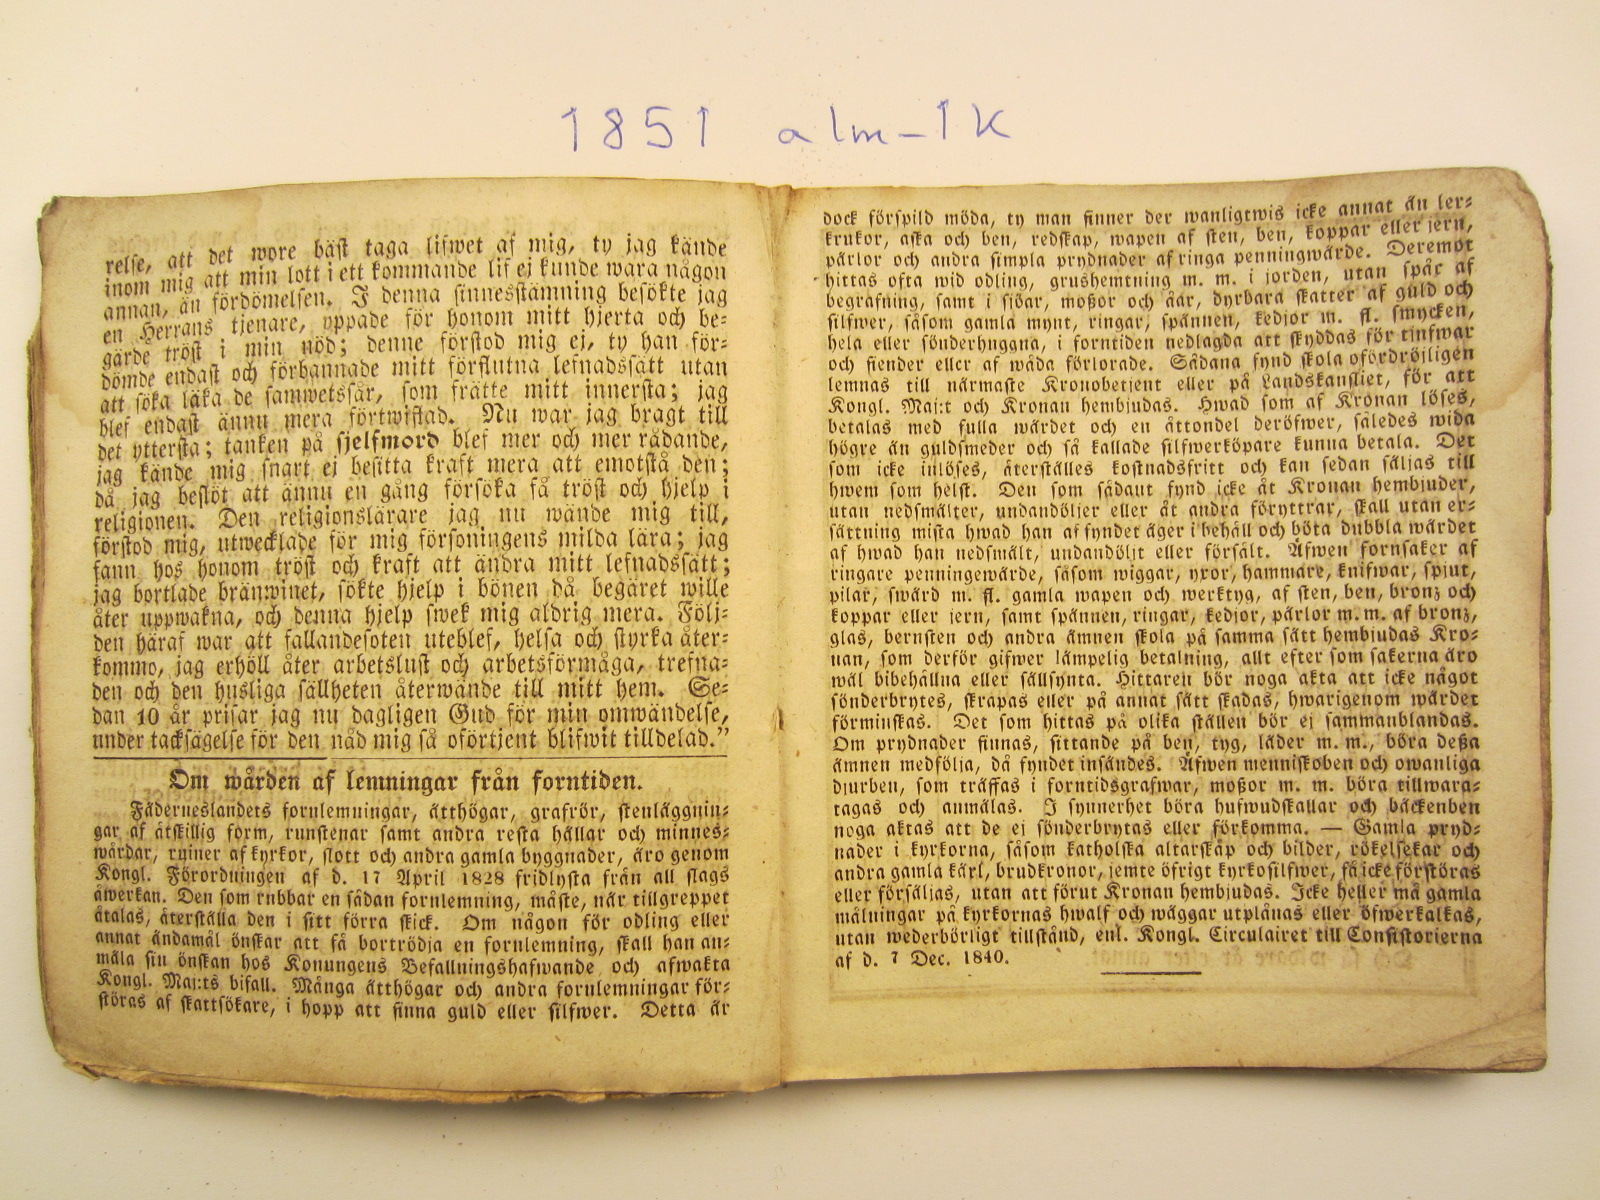 1851 alm-1k
relse, att det wore bäst taga lifwet af mig, ty jag kände
inom mig att min lott i ett kommande lif ej kunde wara någon
annan, än fördömelsen. I denna sinnesstämning besökte jag
en Herrans tjenare, yppade för honom mitt hjerta och be-
gärde tröst i min nöd; denne förstod mig ej, ty han för-
dömde endast och förbannade mitt förflutna lefnadssätt utan
att söka läka de samwetssår, som frätte mitt innersta; jag
blef endast ännu mera förtwiflad. Nu war jag bragt till
det yttersta; tanken på sjelfmord blef mer och mer rådande,
jag kände mig snart ej besitta kraft mera att emotstå den;
då jag beslöt att ännu en gång försöka få tröst och hjelp i
religionen. Den religionslärare jag nu wände mig till,
förstod mig, utwecklade för mig försoningens milda lära; jag
fann hos honom tröst och kraft att ändra mitt lefnadssätt;
jag bortlade bränwinet, sökte hjelp i bönen då begäret wille
åter uppwakna, och denna hjelp swek mig aldrig mera. Följ-
den häraf war att fallandesoten uteblef, helsa och styrka åter-
kommo, jag erhöll åter arbetslust och arbetsförmåga, trefna-
den och den husliga sällheten återwände till mitt hem. Se-
dan 10 år prisar jag nu dagligen Gud för min omwändelse,
under tacksägelse för den nåd mig så oförtjent blifwit tilldelad.”
Om wården af lemningar från forntiden.
Fäderneslandets fornlemningar, ätthögar, grafrör, stenläggnin-
gar af åtskillig form, runstenar samt andra resta hällar och minnes-
wårdar, ruiner af kyrkor, slott och andra gamla byggnader, äro genom
Kongl. Förordningen af d. 17 April 1828 fridlysta från all slags
åwerkan. Den som rubbar en sådan fornlemning, måste, när tillgreppet
åtalas, återställa den i sitt förra skick. Om någon för odling eller
annat ändamål önskar att få bortrödja en fornlemning, skall han an-
mäla sin önskan hos Konungens Befallningshafwande och afwakta
Kongl. Maj:ts bifall. Många ätthögar och andra fornlemningar för-
störas af skattsökare, i hopp att finna guld eller silfwer. Detta är
dock förspild möda, ty man finner der wanligtwis icke annat än ler-
krukor, aska och ben, redskap, wapen af sten, ben, koppar eller jern,
pärlor och andra simpla prydnader af ringa penningwärde. Deremot
hittas ofta wid odling, grushemtning m. m. i jorden, utan spår af
begrafning, samt i sjöar, moßor och åar, dyrbara skatter af guld och
silfwer, såsom gamla mynt, ringar, spännen, kedjor m. fl. smycken,
hela eller sönderhuggna, i forntiden nedlagda att skyddas för tjufwar
och fiender eller af wåda förlorade. Sådana fynd skola ofördröjligen
lemnas till närmaste Kronobetjent eller på Landskansliet, för att
Kongl. Maj:t och Kronan hembjudas. Hwad som af Kronan löses,
betalas med fulla wärdet och en åttondel deröfwer, således wida
högre än guldsmeder och så kallade silfwerköpare kunna betala. Det
som icke inlöses, återställes kostnadsfritt och kan sedan säljas till
hwem som helst. Den som sådant fynd icke åt Kronan hembjuder,
utan nedsmälter, undandöljer eller åt andra föryttrar, skall utan er-
sättning mista hwad han af fyndet äger i behåll och böta dubbla wärdet
af hwad han nedsmält, undandöljt eller försålt. Äfwen fornsaker af
ringare penningewärde, såsom wiggar, yxor, hammare, knifwar, spjut,
pilar, swärd m. fl. gamla wapen och werktyg, af sten, ben, bronz och
koppar eller jern, samt spännen, ringar, kedjor, pärlor m. m. af bronz,
glas, bernsten och andra ämnen skola på samma sätt hembjudas Kro-
nan, som derför gifwer lämpelig betalning, allt efter som sakerna äro
wäl bibehållna eller sällsynta. Hittaren bör noga akta att icke något
sönderbrytes, skrapas eller på annat sätt skadas, hwarigenom wärdet
förminskas. Det som hittas på olika ställen bör ej sammanblandas.
Om prydnader finnas, sittande på ben, tyg, läder m. m., böra deßa
ämnen medfölja, då fyndet insändes. Äfwen menniskoben och owanliga
djurben, som träffas i forntidsgrafwar, moßor m. m. böra tillwara-
tagas och anmälas. I synnerhet böra hufwudskallar och bäckenben
noga aktas att de ej sönderbrytas eller förkomma. — Gamla pryd-
nader i kyrkorna, såsom katholska altarskåp och bilder, rökelsekar och
andra gamla kärl, brudkronor, jemte öfrigt kyrkosilfwer, få icke förstöras
eller försäljas, utan att förut Kronan hembjudas. Icke heller må gamla
målningar på kyrkornas hwalf och wäggar utplånas eller öfwerkalkas,
utan wederbörligt tillstånd, enl. Kongl. Circulairet till Consistorierna
af d. 7 Dec. 1840.